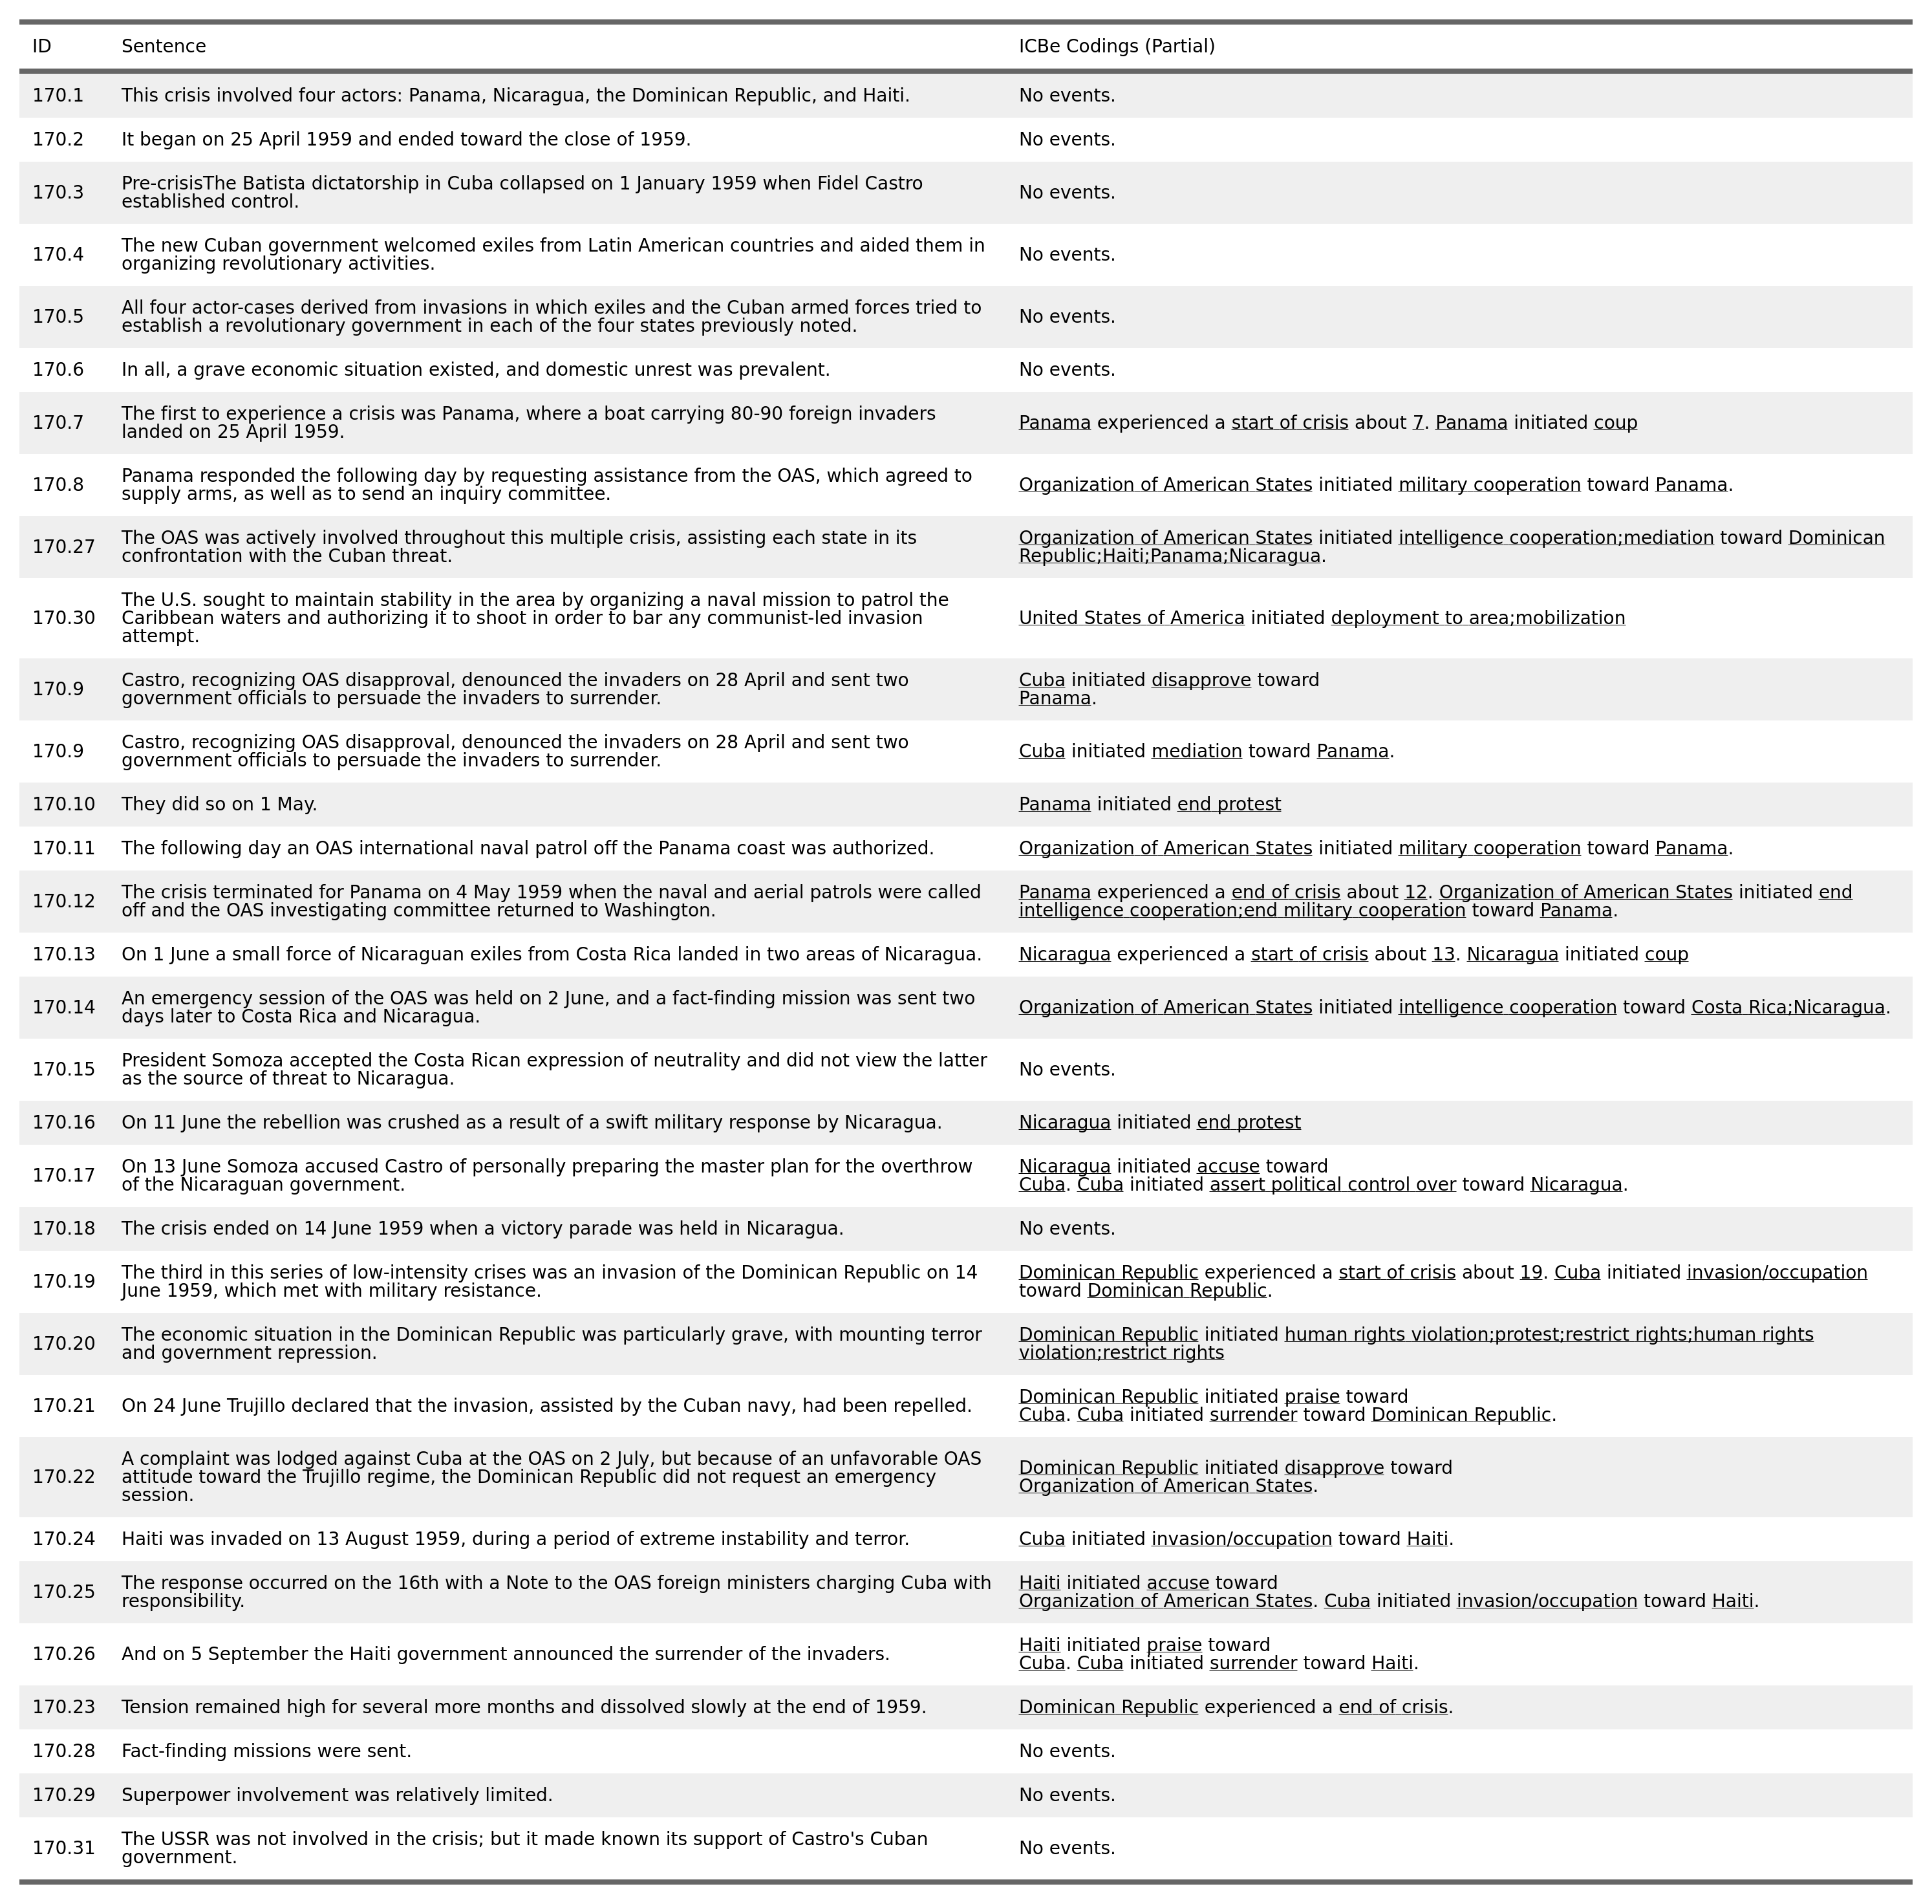 ID Sentence ICBe Codings (Partial)
170.1 This crisis involved four actors: Panama, Nicaragua, the Dominican Republic, and Haiti. No events.
170.2 It began on 25 April 1959 and ended toward the close of 1959. No events.
170.3 Pre-crisisThe Batista dictatorship in Cuba collapsed on 1 January 1959 when Fidel Castro
established control. No events.
170.4 The new Cuban government welcomed exiles from Latin American countries and aided them in
organizing revolutionary activities. No events.
170.5 All four actor-cases derived from invasions in which exiles and the Cuban armed forces tried to
establish a revolutionary government in each of the four states previously noted. No events.
170.6 In all, a grave economic situation existed, and domestic unrest was prevalent. No events.
170.7 The first to experience a crisis was Panama, where a boat carrying 80-90 foreign invaders
landed on 25 April 1959. Panama experienced a start of crisis about 7. Panama initiated coup
170.8 Panama responded the following day by requesting assistance from the OAS, which agreed to
supply arms, as well as to send an inquiry committee. Organization of American States initiated military cooperation toward Panama.
170.27 The OAS was actively involved throughout this multiple crisis, assisting each state in its
confrontation with the Cuban threat.
Organization of American States initiated intelligence cooperation;mediation toward Dominican
Republic;Haiti;Panama;Nicaragua.
170.30 The U.S. sought to maintain stability in the area by organizing a naval mission to patrol the
Caribbean waters and authorizing it to shoot in order to bar any communist-led invasion
attempt. United States of America initiated deployment to area;mobilization
170.9 Castro, recognizing OAS disapproval, denounced the invaders on 28 April and sent two
government officials to persuade the invaders to surrender.
Cuba initiated disapprove toward
Panama.
170.9 Castro, recognizing OAS disapproval, denounced the invaders on 28 April and sent two
government officials to persuade the invaders to surrender. Cuba initiated mediation toward Panama.
170.10 They did so on 1 May. Panama initiated end protest
170.11 The following day an OAS international naval patrol off the Panama coast was authorized. Organization of American States initiated military cooperation toward Panama.
170.12 The crisis terminated for Panama on 4 May 1959 when the naval and aerial patrols were called
off and the OAS investigating committee returned to Washington.
Panama experienced a end of crisis about 12. Organization of American States initiated end
intelligence cooperation;end military cooperation toward Panama.
170.13 On 1 June a small force of Nicaraguan exiles from Costa Rica landed in two areas of Nicaragua. Nicaragua experienced a start of crisis about 13. Nicaragua initiated coup
170.14 An emergency session of the OAS was held on 2 June, and a fact-finding mission was sent two
days later to Costa Rica and Nicaragua. Organization of American States initiated intelligence cooperation toward Costa Rica;Nicaragua.
170.15 President Somoza accepted the Costa Rican expression of neutrality and did not view the latter
as the source of threat to Nicaragua. No events.
170.16 On 11 June the rebellion was crushed as a result of a swift military response by Nicaragua. Nicaragua initiated end protest
170.17 On 13 June Somoza accused Castro of personally preparing the master plan for the overthrow
of the Nicaraguan government.
Nicaragua initiated accuse toward
Cuba. Cuba initiated assert political control over toward Nicaragua.
170.18 The crisis ended on 14 June 1959 when a victory parade was held in Nicaragua. No events.
170.19 The third in this series of low-intensity crises was an invasion of the Dominican Republic on 14
June 1959, which met with military resistance.
Dominican Republic experienced a start of crisis about 19. Cuba initiated invasion/occupation
toward Dominican Republic.
170.20 The economic situation in the Dominican Republic was particularly grave, with mounting terror
and government repression.
Dominican Republic initiated human rights violation;protest;restrict rights;human rights
violation;restrict rights
170.21 On 24 June Trujillo declared that the invasion, assisted by the Cuban navy, had been repelled.
Dominican Republic initiated praise toward
Cuba. Cuba initiated surrender toward Dominican Republic.
170.22 A complaint was lodged against Cuba at the OAS on 2 July, but because of an unfavorable OAS
attitude toward the Trujillo regime, the Dominican Republic did not request an emergency
session.
Dominican Republic initiated disapprove toward
Organization of American States.
170.24 Haiti was invaded on 13 August 1959, during a period of extreme instability and terror. Cuba initiated invasion/occupation toward Haiti.
170.25 The response occurred on the 16th with a Note to the OAS foreign ministers charging Cuba with
responsibility.
Haiti initiated accuse toward
Organization of American States. Cuba initiated invasion/occupation toward Haiti.
170.26 And on 5 September the Haiti government announced the surrender of the invaders.
Haiti initiated praise toward
Cuba. Cuba initiated surrender toward Haiti.
170.23 Tension remained high for several more months and dissolved slowly at the end of 1959. Dominican Republic experienced a end of crisis.
170.28 Fact-finding missions were sent. No events.
170.29 Superpower involvement was relatively limited. No events.
170.31 The USSR was not involved in the crisis; but it made known its support of Castro's Cuban
government. No events.